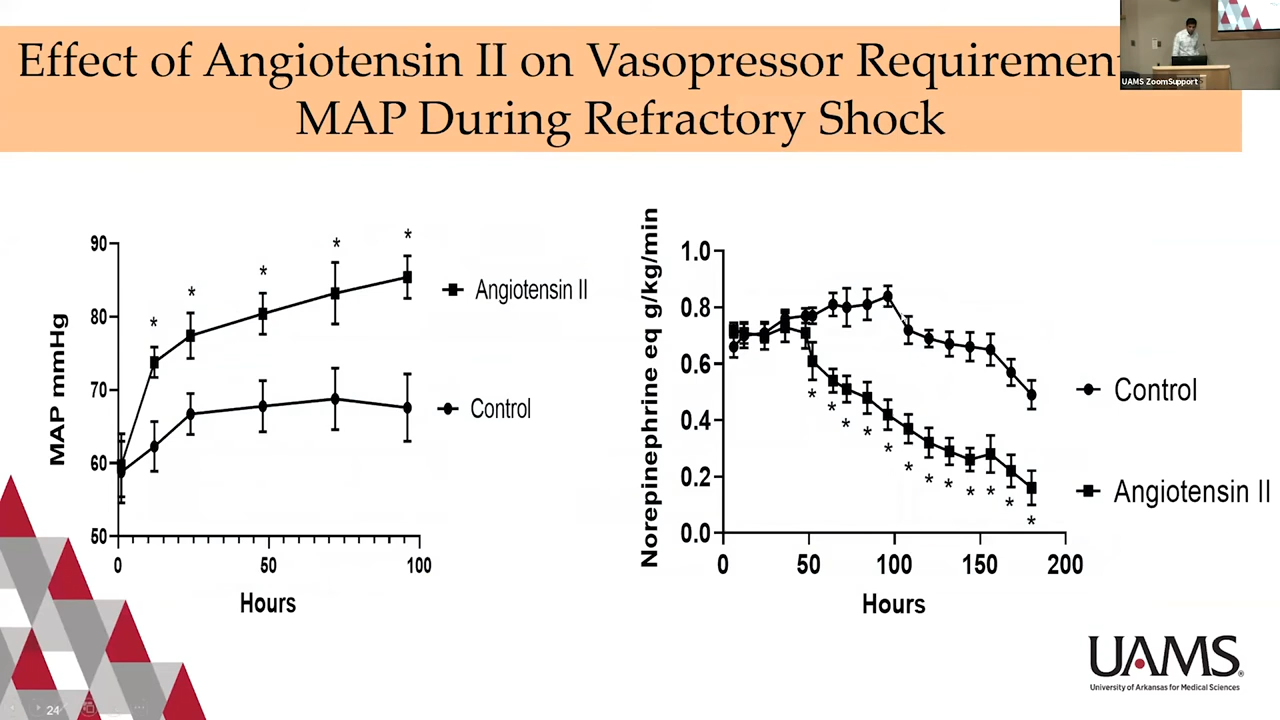 Effect of Angiotensin II on Vasopressor Requirement
MAP During Refractory Shock
UAMS ZoomSupport
MAP mmHg
90
80
70
60
50
*
*
*
*
*
Angiotensin II
Control
0
50
100
Hours
Norepinephrine eq g/kg/min
1.0
0.8
0.6
0.4
0.2
0.0
*
*
*
*
*
*
*
*
*
*
*
*
Control
Angiotensin II
0
50
100
150
200
Hours
UAMS®
University of Arkansas for Medical Sciences
24